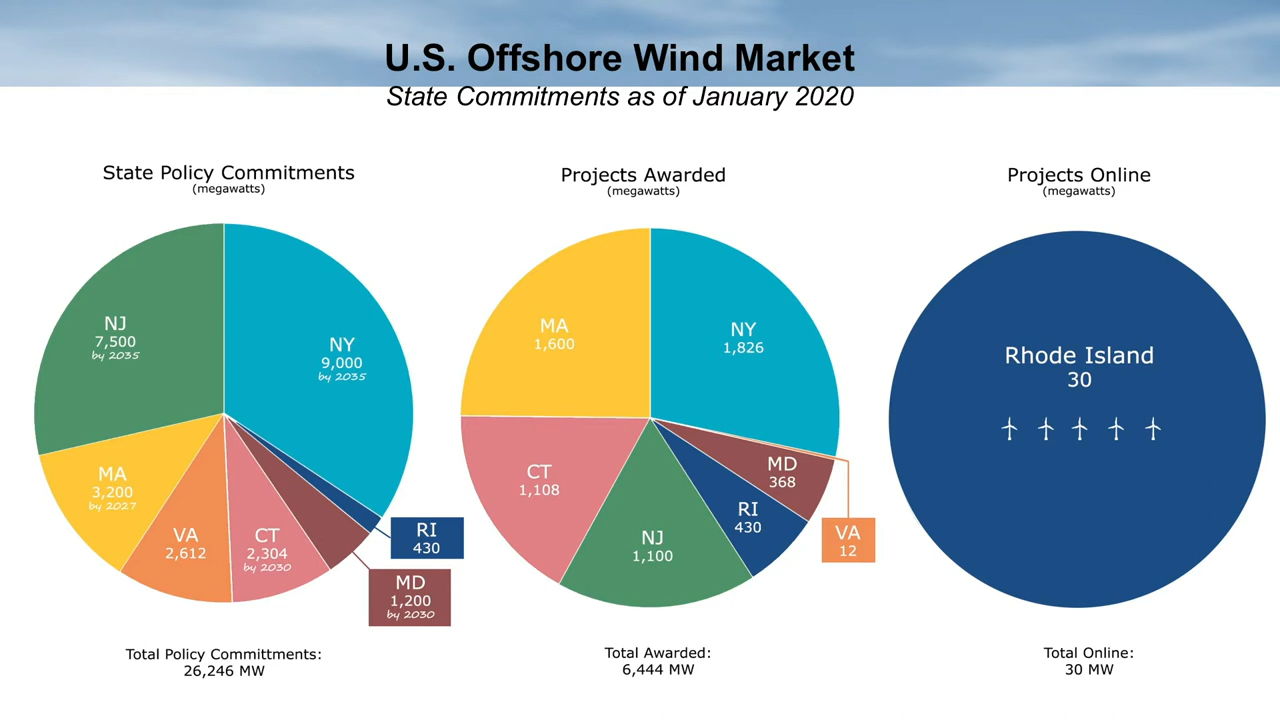 U.S. Offshore Wind Market
State Commitments as of January 2020
State Policy Commitments
(megawatts)
NJ
7,500
by 2035
NY
9,000
by 2035
MA
3,200
by 2027
VA
2,612
CT
2,304
by 2030
RI
430
MD
1,200
by 2030
Total Policy Committments:
26,246 MW
Projects Awarded
(megawatts)
MA
1,600
NY
1,826
CT
1,108
MD
368
RI
430
NJ
1,100
VA
12
Total Awarded:
6,444 MW
Projects Online
(megawatts)
Rhode Island
30
Total Online:
30 MW